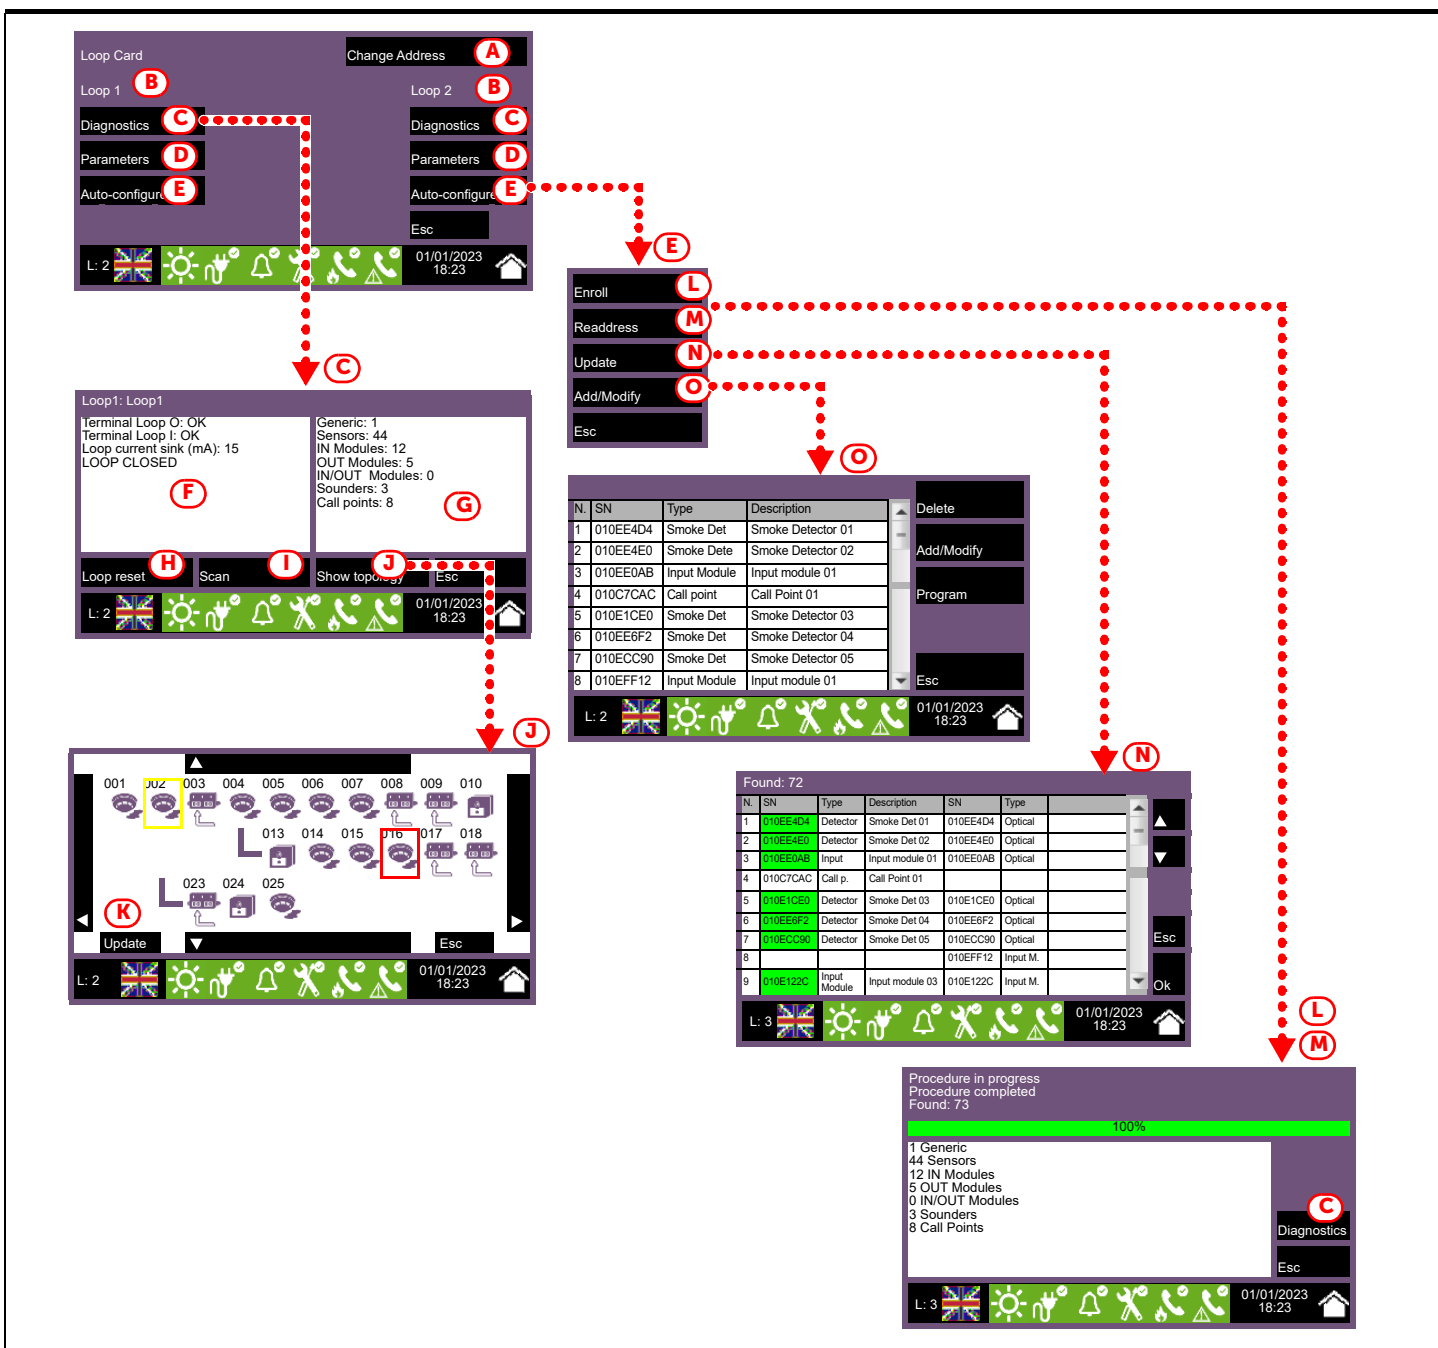 Loop Card
Change Address A
Loop 1 B
Loop 2 B
Diagnostics C
Diagnostics C
Parameters D
Parameters D
Auto-configure E
Auto-configure E
Esc
L: 2
01/01/2023
18:23
E
Enroll L
Readdress M
Update N
Add/Modify O
Esc
C
Loop1: Loop1
Terminal Loop O: OK
Terminal Loop I: OK
Loop current sink (mA): 15
LOOP CLOSED
F
Generic: 1
Sensors: 44
IN Modules: 12
OUT Modules: 5
IN/OUT Modules: 0
Sounders: 3
Call points: 8
G
Loop reset H
Scan I
Show topology J
Esc
L: 2
01/01/2023
18:23
O
N. SN Type Description
1 010EE4D4 Smoke Det Smoke Detector 01
2 010EE4E0 Smoke Dete Smoke Detector 02
3 010EE0AB Input Module Input module 01
4 010C7CAC Call point Call Point 01
5 010E1CE0 Smoke Det Smoke Detector 03
6 010EE6F2 Smoke Det Smoke Detector 04
7 010ECC90 Smoke Det Smoke Detector 05
8 010EFF12 Input Module Input module 01
Delete
Add/Modify
Program
Esc
L: 2
01/01/2023
18:23
J
001 002 003 004 005 006 007 008 009 010
013 014 015 016 017 018
023 024 025
K
Update
Esc
L: 2
01/01/2023
18:23
N
Found: 72
N. SN Type Description SN Type
1 010EE4D4 Detector Smoke Det 01 010EE4D4 Optical
2 010EE4E0 Detector Smoke Det 02 010EE4E0 Optical
3 010EE0AB Input Input module 01 010EE0AB Optical
4 010C7CAC Call p. Call Point 01
5 010E1CE0 Detector Smoke Det 03 010E1CE0 Optical
6 010EE6F2 Detector Smoke Det 04 010EE6F2 Optical
7 010ECC90 Detector Smoke Det 05 010ECC90 Optical
8 010EFF12 Input M.
9 010E122C Input Module Input module 03 010E122C Input M.
Esc
Ok
L: 3
01/01/2023
18:23
L
M
Procedure in progress
Procedure completed
Found: 73
100%
1 Generic
44 Sensors
12 IN Modules
5 OUT Modules
0 IN/OUT Modules
3 Sounders
8 Call Points
C
Diagnostics
Esc
L: 3
01/01/2023
18:23